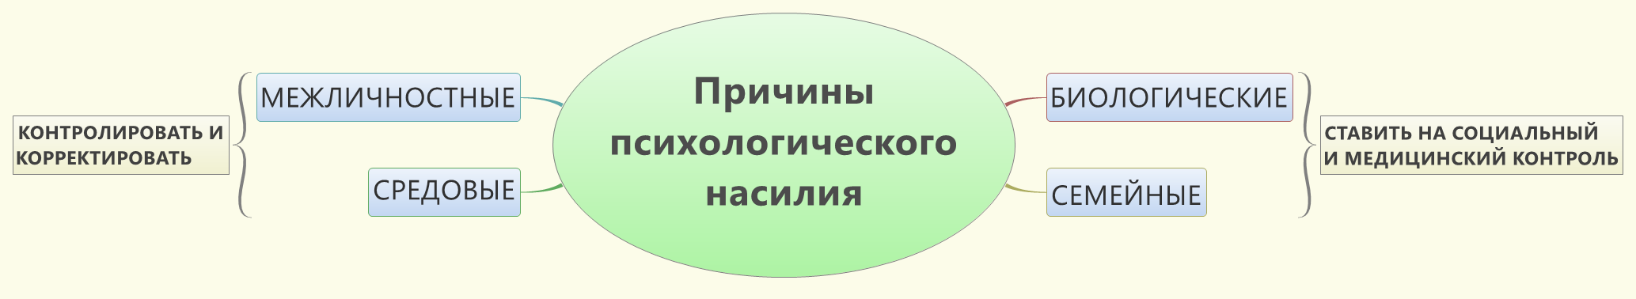 Причины
психологического
насилия
МЕЖЛИЧНОСТНЫЕ
СРЕДОВЫЕ
КОНТРОЛИРОВАТЬ И
КОРРЕКТИРОВАТЬ
БИОЛОГИЧЕСКИЕ
СЕМЕЙНЫЕ
СТАВИТЬ НА СОЦИАЛЬНЫЙ
И МЕДИЦИНСКИЙ КОНТРОЛЬ